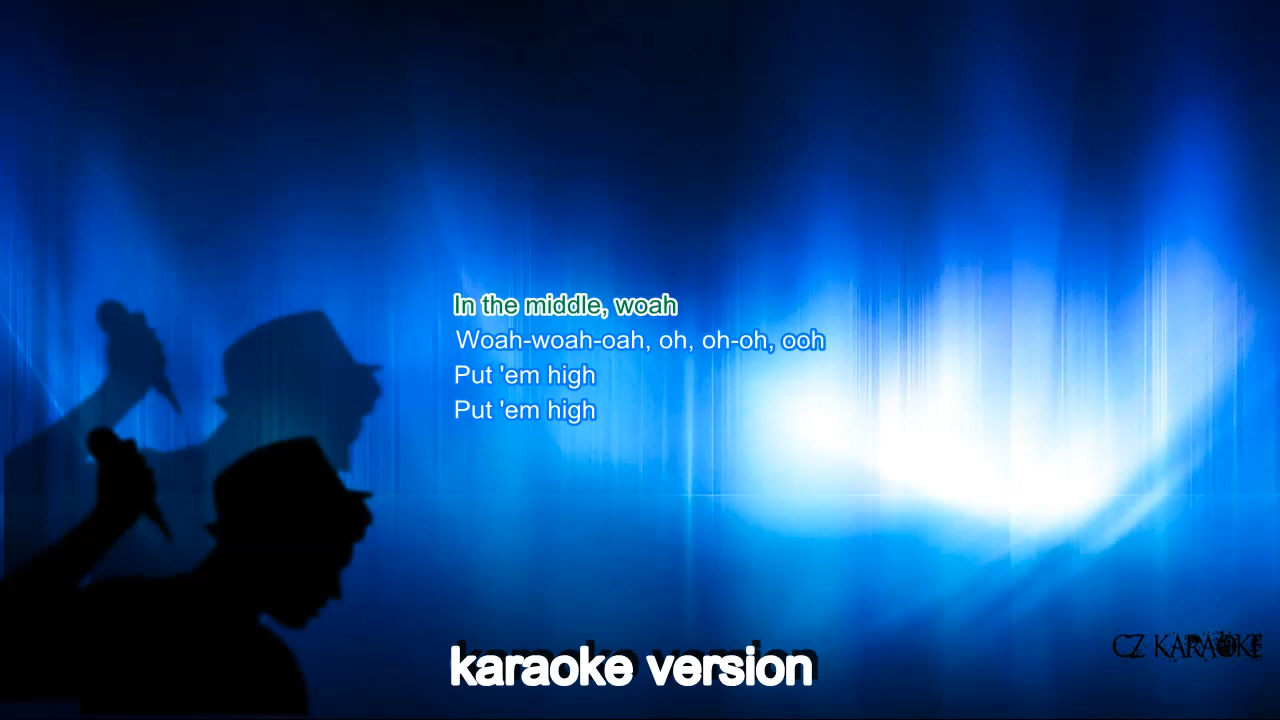 In the middle, woah
Woah-woah-oah, oh, oh-oh, ooh
Put 'em high
Put 'em high
karaoke version
CZ KARAOKE